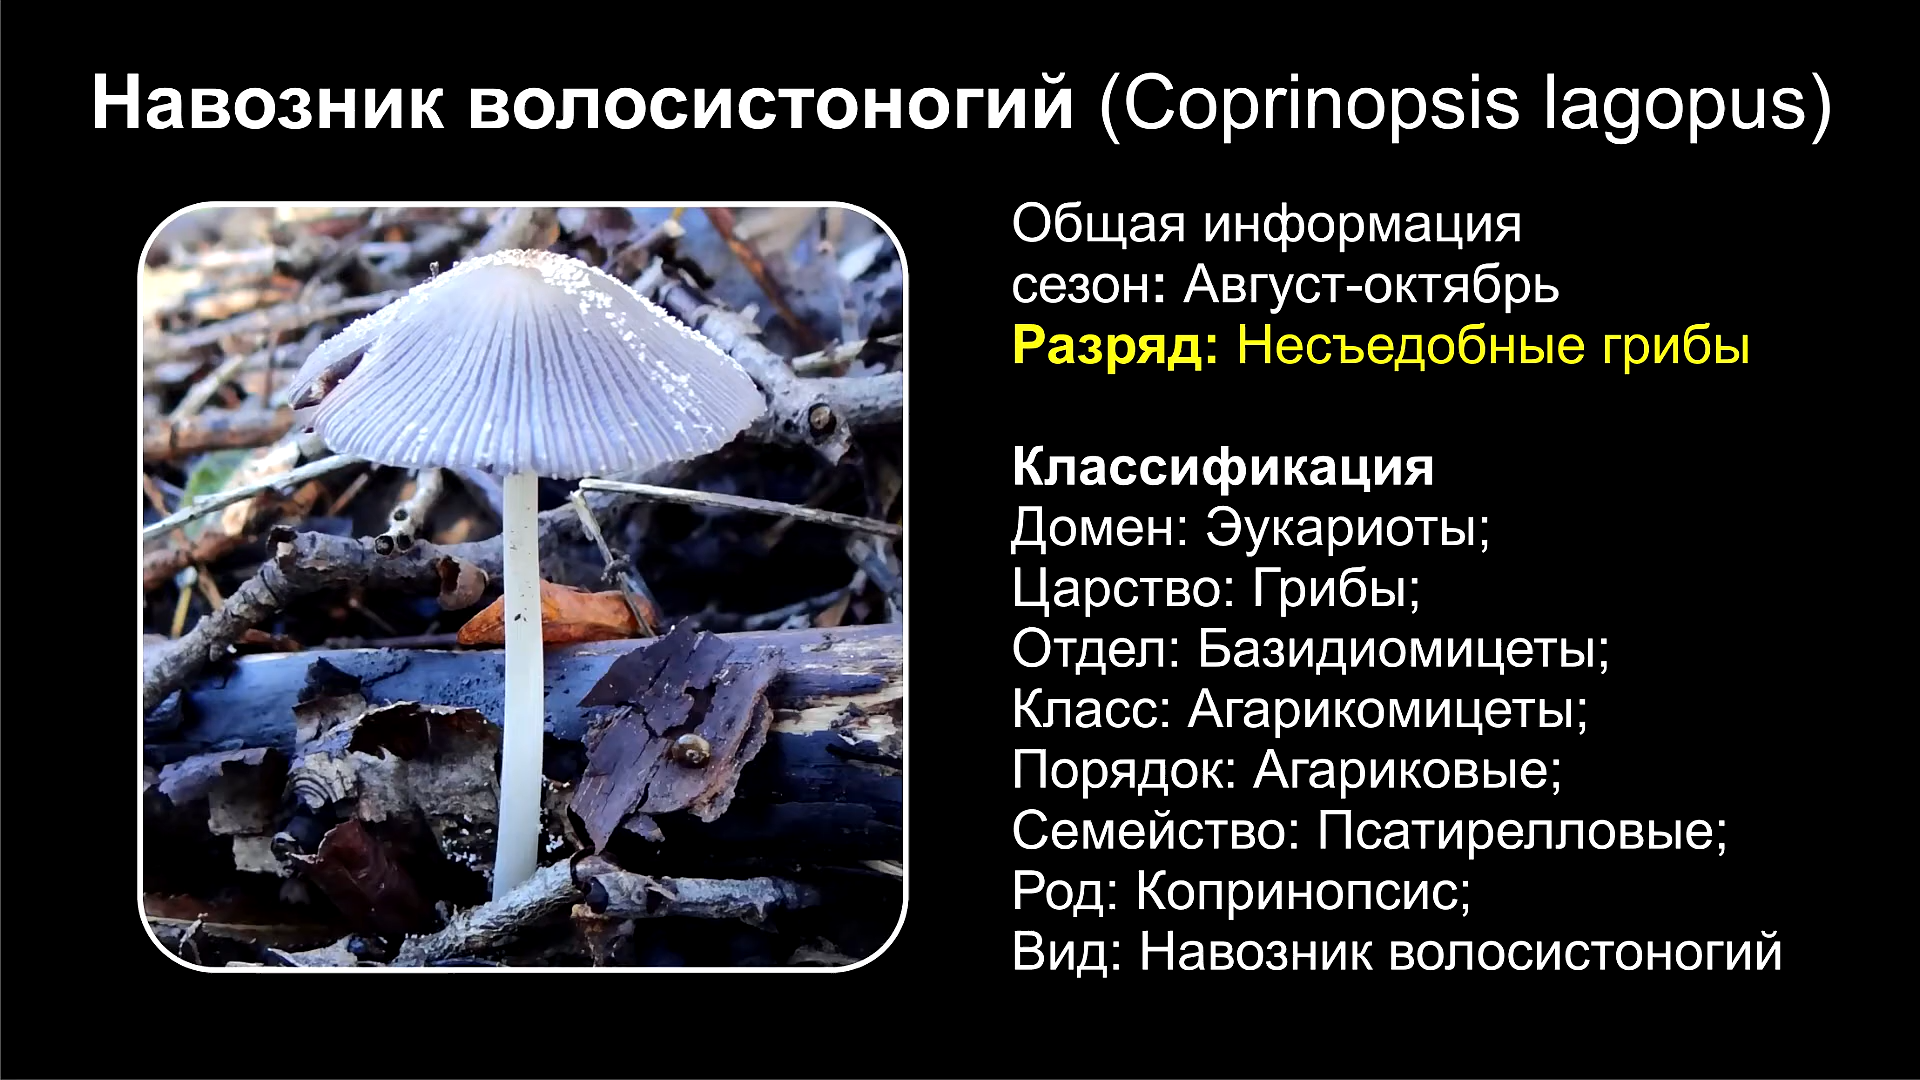 Навозник волосистоногий (Coprinopsis lagopus)
Общая информация
сезон: Август-октябрь
Разряд: Несъедобные грибы
Классификация
Домен: Эукариоты;
Царство: Грибы;
Отдел: Базидиомицеты;
Класс: Агарикомицеты;
Порядок: Агариковые;
Семейство: Псатирелловые;
Род: Копринопсис;
Вид: Навозник волосистоногий